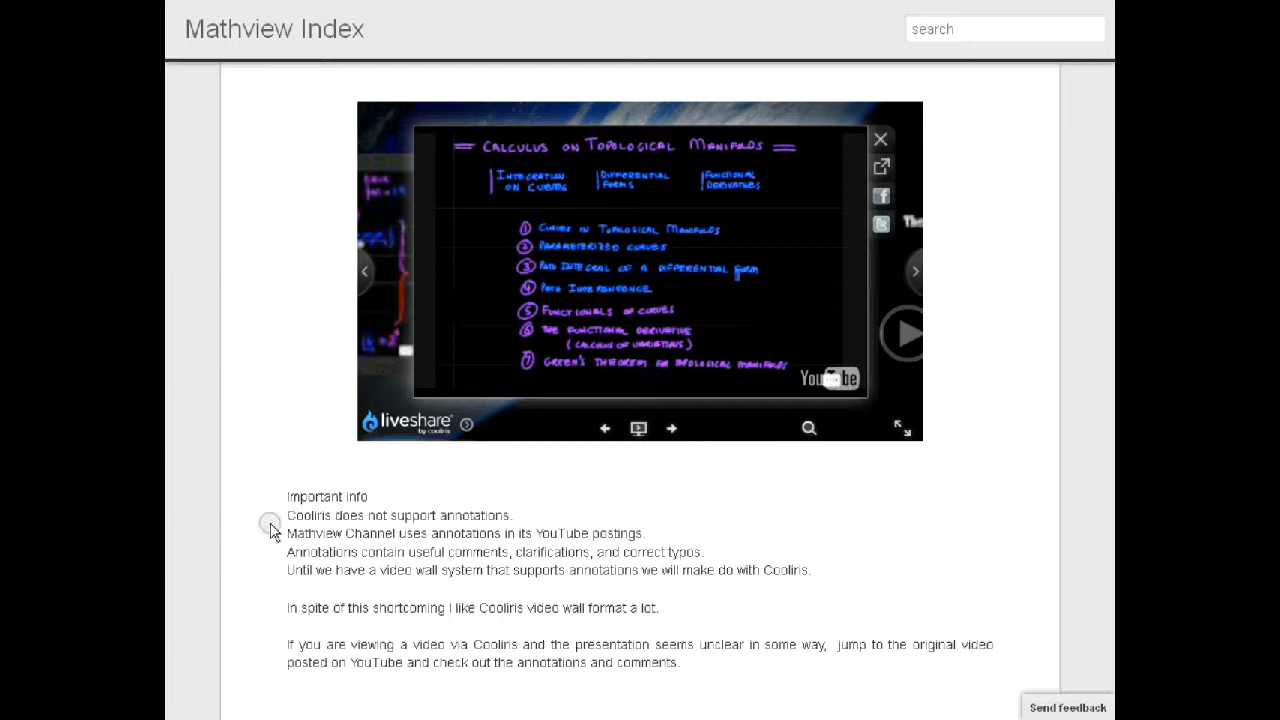 Mathview Index
search
CALCULUS ON TOPOLOGICAL MANIFOLDS
INTEGRATION ON CURVES
DIFFERENTIAL FORMS
FUNCTIONAL DERIVATIVES
① CURVES IN TOPOLOGICAL MANIFOLDS
② PARAMETERIZED CURVES
③ PATH INTEGRAL OF A DIFFERENTIAL FORM
④ PATH INDEPENDENCE
⑤ FUNCTIONALS OF CURVES
⑥ THE FUNCTIONAL DERIVATIVE
(CALCULUS OF VARIATIONS)
⑦ GREEN'S THEOREM FOR TOPOLOGICAL MANIFOLDS
YouTube
liveshare
by cooliris
Important info
Cooliris does not support annotations.
Mathview Channel uses annotations in its YouTube postings.
Annotations contain useful comments, clarifications, and correct typos.
Until we have a video wall system that supports annotations we will make do with Cooliris.
In spite of this shortcoming I like Cooliris video wall format a lot.
If you are viewing a video via Cooliris and the presentation seems unclear in some way, jump to the original video
posted on YouTube and check out the annotations and comments.
Send feedback